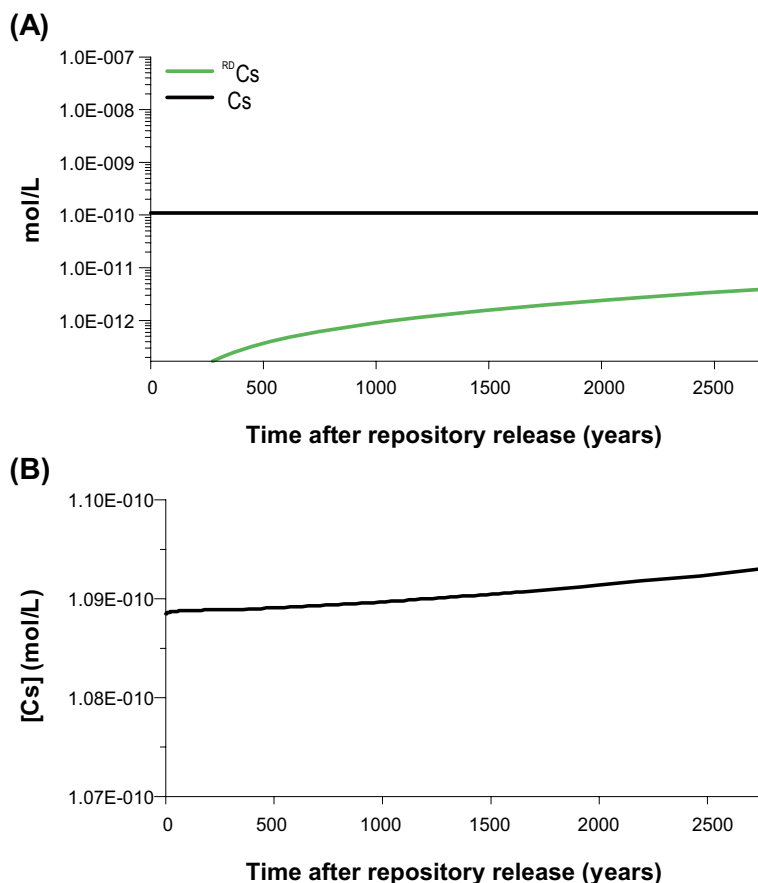 (A)
1.0E-007
1.0E-008
1.0E-009
1.0E-010
1.0E-011
1.0E-012
mol/L
RDCs
Cs
0 500 1000 1500 2000 2500
Time after repository release (years)
(B)
1.10E-010
1.09E-010
1.08E-010
1.07E-010
[Cs] (mol/L)
0 500 1000 1500 2000 2500
Time after repository release (years)